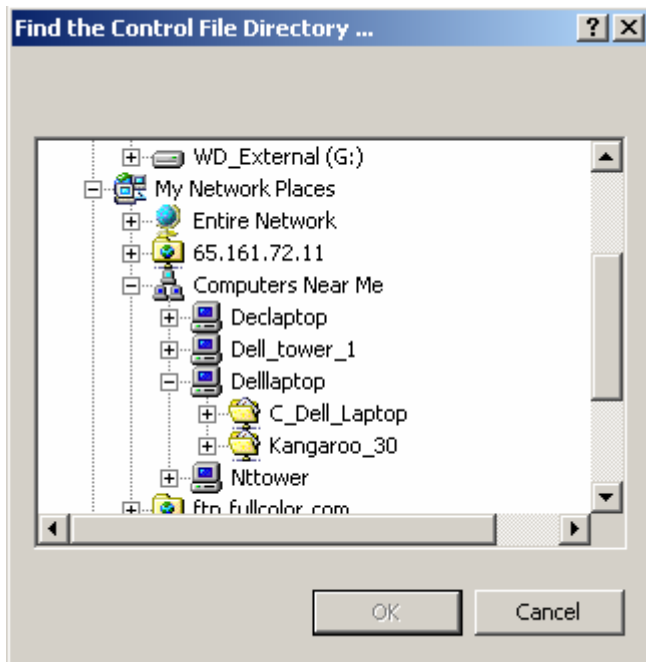 Find the Control File Directory ...
WD_External (G:)
My Network Places
Entire Network
65.161.72.11
Computers Near Me
Declaptop
Dell_tower_1
Delllaptop
C_Dell_Laptop
Kangaroo_30
Nttower
ftp.fullcolor.com
OK
Cancel